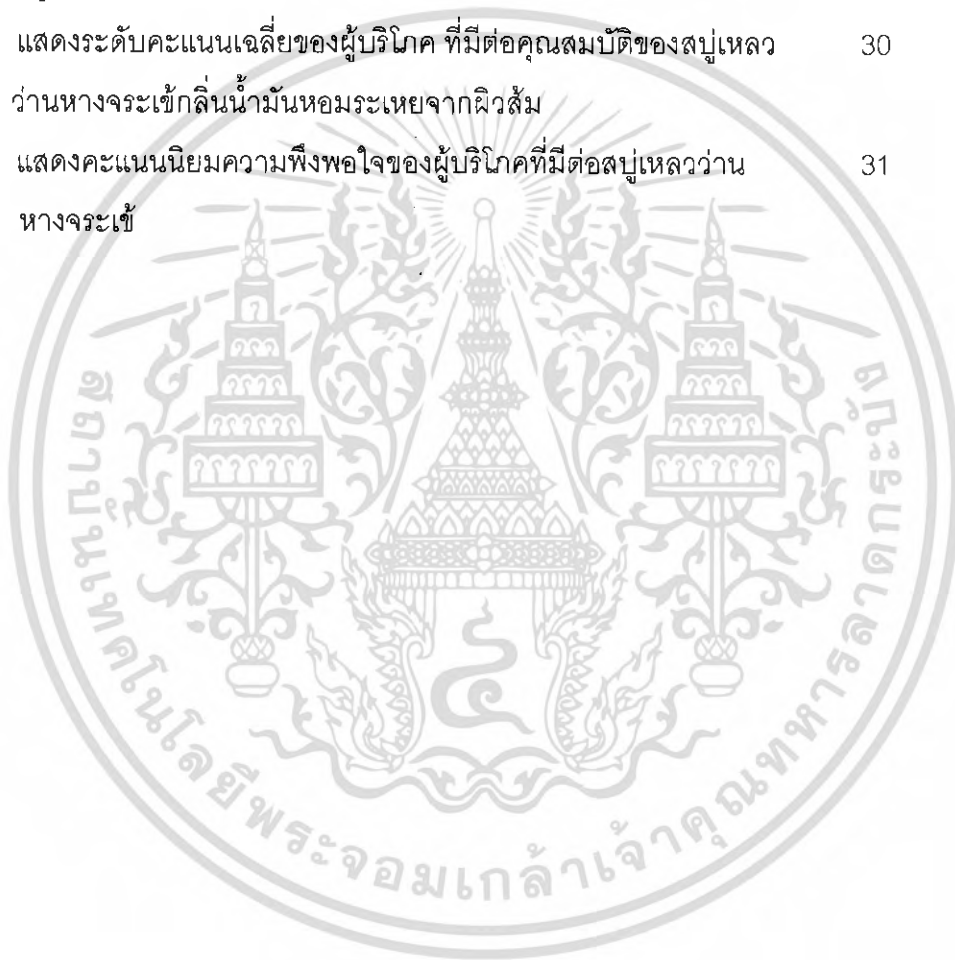 แสดงระดับคะแนนเฉลี่ยของผู้บริโภค ที่มีต่อคุณสมบัติของสบู่เหลว 30
ว่านหางจระเข้กลิ่นน้ำมันหอมระเหยจากผิวส้ม
แสดงคะแนนนิยมความพึงพอใจของผู้บริโภคที่มีต่อสบู่เหลวว่าน 31
หางจระเข้
สถาบันเทคโนโลยีพระจอมเกล้าเจ้าคุณทหารลาดกระบัง